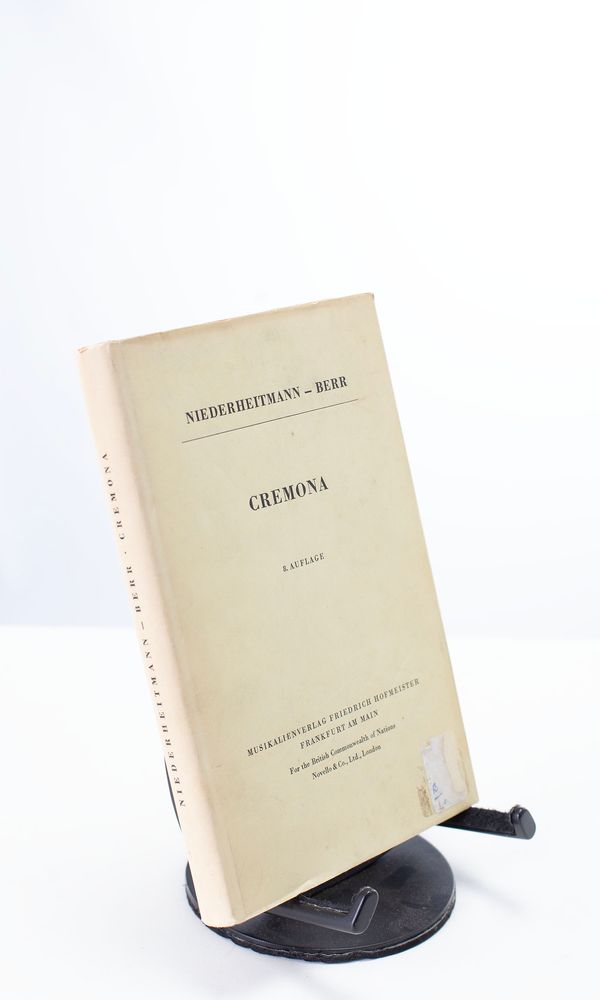 NIEDERHEITMANN – BERR
CREMONA
8. AUFLAGE
MUSIKALIENVERLAG FRIEDRICH HOFMEISTER
FRANKFURT AM MAIN
For the British Commonwealth of Nations
Novello & Co., Ltd., London
NIEDERHEITMANN – BERR · CREMONA